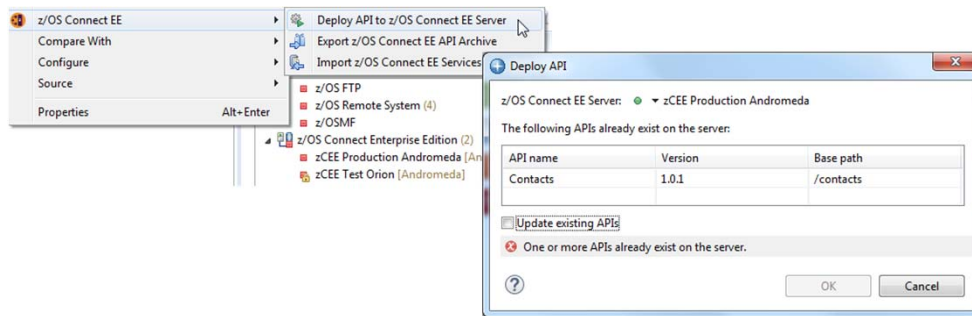 z/OS Connect EE
Compare With
Configure
Source
Properties Alt+Enter
Deploy API to z/OS Connect EE Server
Export z/OS Connect EE API Archive
Import z/OS Connect EE Services
z/OS FTP
z/OS Remote System (4)
z/OSMF
z/OS Connect Enterprise Edition (2)
zCEE Production Andromeda [An
zCEE Test Orion [Andromeda]
Deploy API
z/OS Connect EE Server: zCEE Production Andromeda
The following APIs already exist on the server:
API name Version Base path
Contacts 1.0.1 /contacts
Update existing APIs
One or more APIs already exist on the server.
OK Cancel